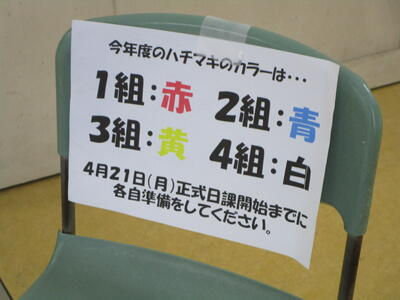 今年度のハチマキのカラーは・・・
1組:赤 2組:青
3組:黄 4組:白
4月21日(月)正式日課開始までに
各自準備をしてください。